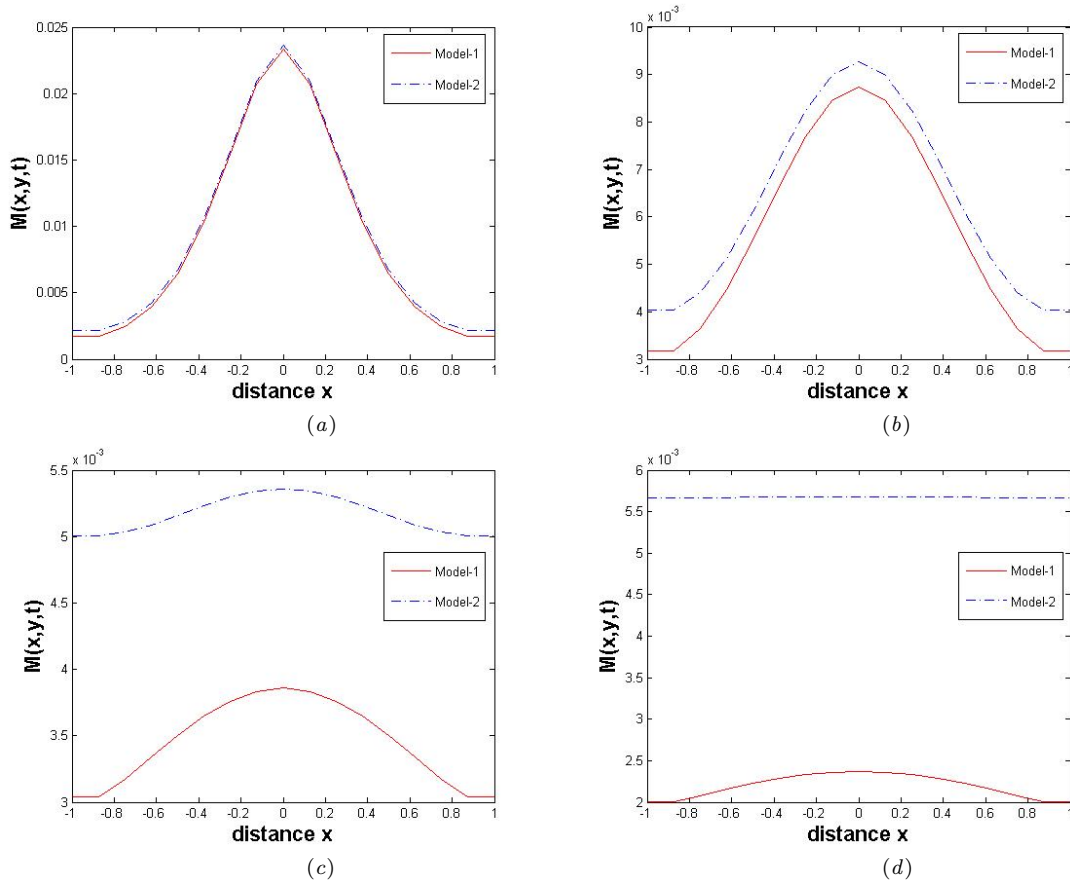 0.025
0.02
0.015
0.01
0.005
0
M(x,y,t)
Model-1
Model-2
-1 -0.8 -0.6 -0.4 -0.2 0 0.2 0.4 0.6 0.8 1
distance x
(a)
x 10⁻³
10
9
8
7
6
5
4
3
M(x,y,t)
Model-1
Model-2
-1 -0.8 -0.6 -0.4 -0.2 0 0.2 0.4 0.6 0.8 1
distance x
(b)
x 10⁻³
5.5
5
4.5
4
3.5
3
M(x,y,t)
Model-1
Model-2
-1 -0.8 -0.6 -0.4 -0.2 0 0.2 0.4 0.6 0.8 1
distance x
(c)
x 10⁻³
6
5.5
5
4.5
4
3.5
3
2.5
2
M(x,y,t)
Model-1
Model-2
-1 -0.8 -0.6 -0.4 -0.2 0 0.2 0.4 0.6 0.8 1
distance x
(d)